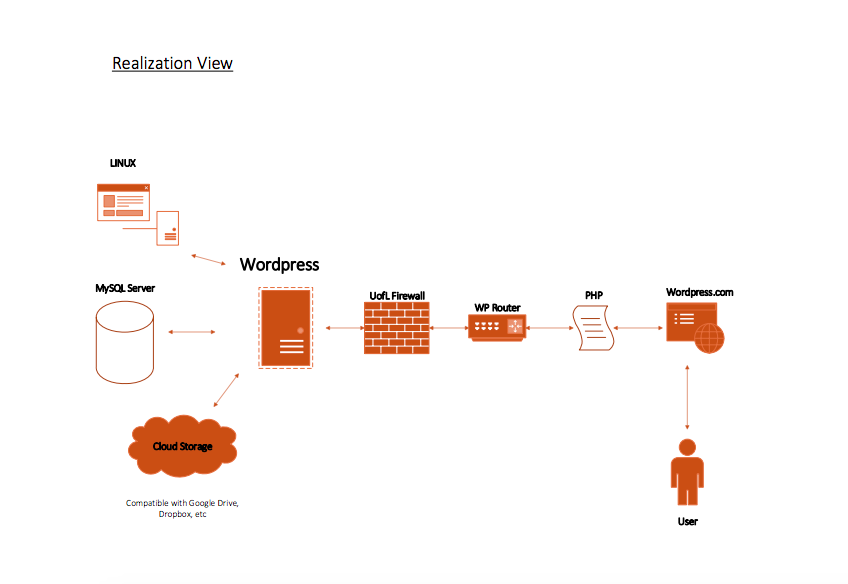 Realization View
LINUX
Wordpress
MySQL Server
UofL Firewall
WP Router
PHP
Wordpress.com
Cloud Storage
Compatible with Google Drive,
Dropbox, etc
User